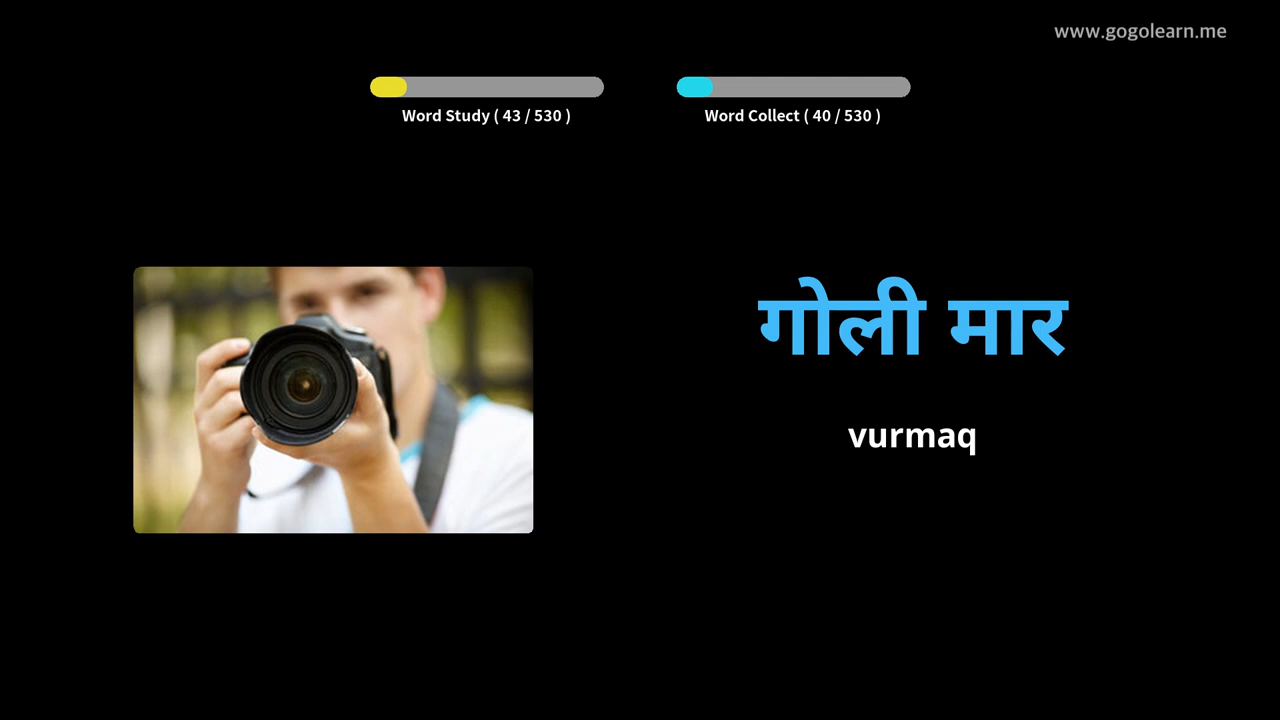 www.gogolearn.me
Word Study ( 43 / 530 )
Word Collect ( 40 / 530 )
गोली मार
vurmaq